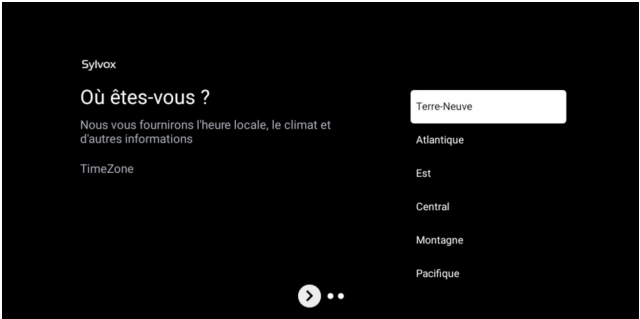 Sylvox
Où êtes-vous ?
Nous vous fournirons l'heure locale, le climat et
d'autres informations
TimeZone
Terre-Neuve
Atlantique
Est
Central
Montagne
Pacifique